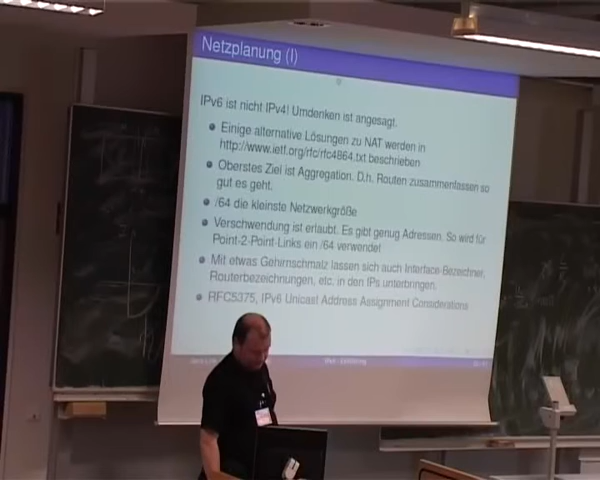 Netzplanung (I)
IPv6 ist nicht IPv4! Umdenken ist angesagt.
Einige alternative Lösungen zu NAT werden in
http://www.ietf.org/rfc/rfc4864.txt beschrieben
Oberstes Ziel ist Aggregation. D.h. Routen zusammenfassen so
gut es geht.
/64 die kleinste Netzwerkgröße
Verschwendung ist erlaubt. Es gibt genug Adressen. So wird für
Point-2-Point-Links ein /64 verwendet
Mit etwas Gehirnschmalz lassen sich auch Interface-Bezeichner,
Routerbezeichnungen, etc. in den IPs unterbringen.
RFC5375, IPv6 Unicast Address Assignment Considerations